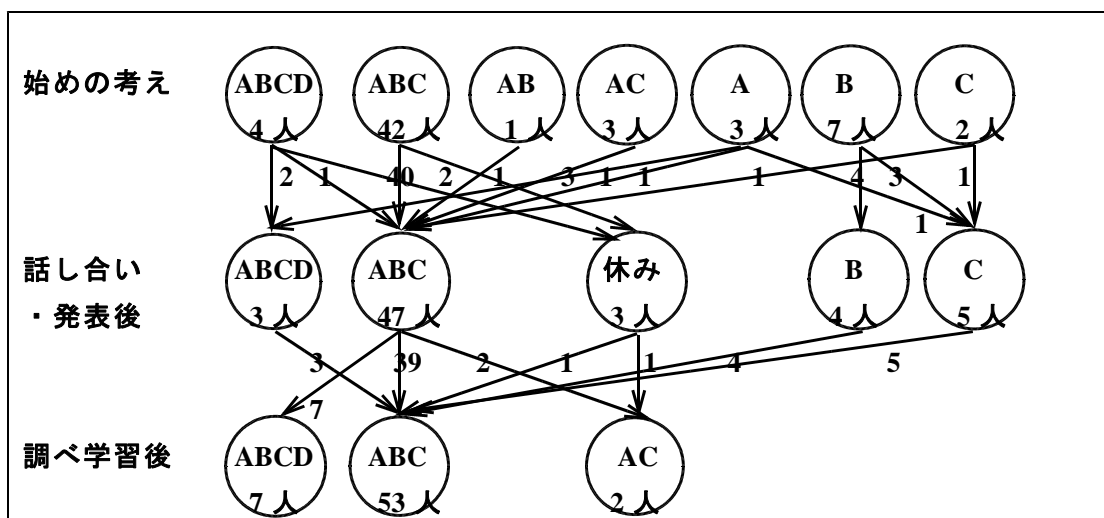 始めの考え
ABCD ABC AB AC A B C
4人 42人 1人 3人 3人 7人 2人
2 1 40 2 1 3 1 1 1 4 3 1
1
話し合い
・発表後
ABCD ABC 休み B C
3人 47人 3人 4人 5人
3 39 2 1 1 4 5
7
調べ学習後
ABCD ABC AC
7人 53人 2人